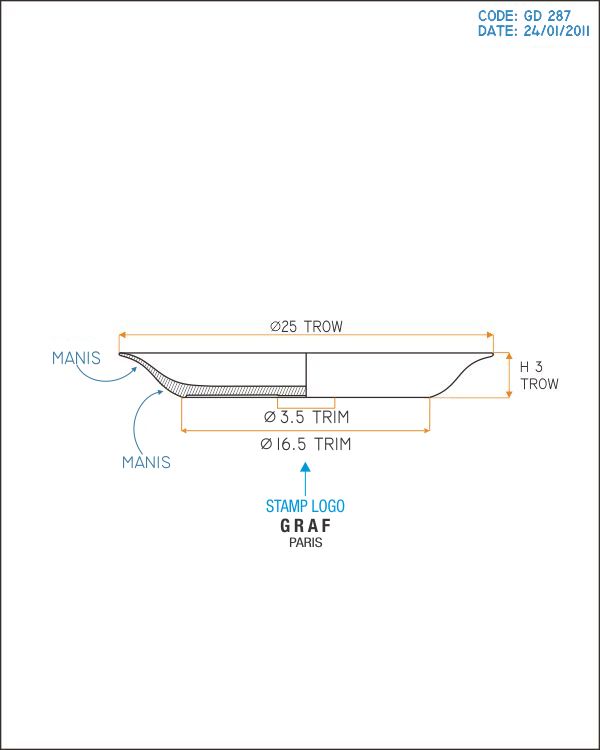 CODE: GD 287
DATE: 24/01/2011
Ø25 TROW
MANIS
H 3
TROW
Ø 3.5 TRIM
Ø 16.5 TRIM
MANIS
STAMP LOGO
GRAF
PARIS